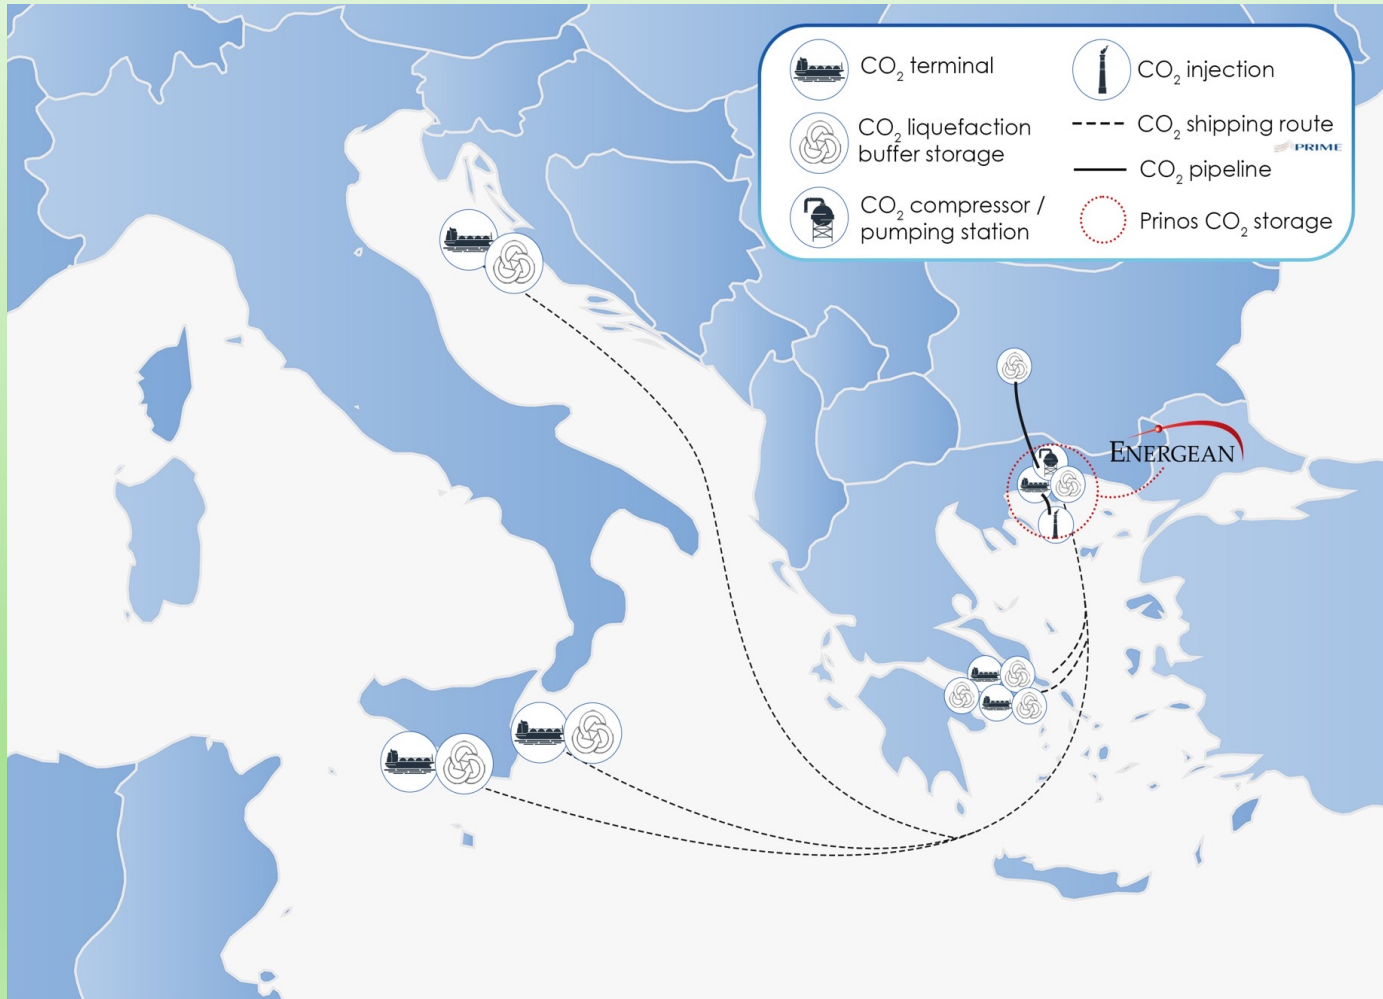 CO₂ terminal
CO₂ liquefaction
buffer storage
CO₂ compressor /
pumping station
CO₂ injection
CO₂ shipping route
PRIME
CO₂ pipeline
Prinos CO₂ storage
ENERGEAN